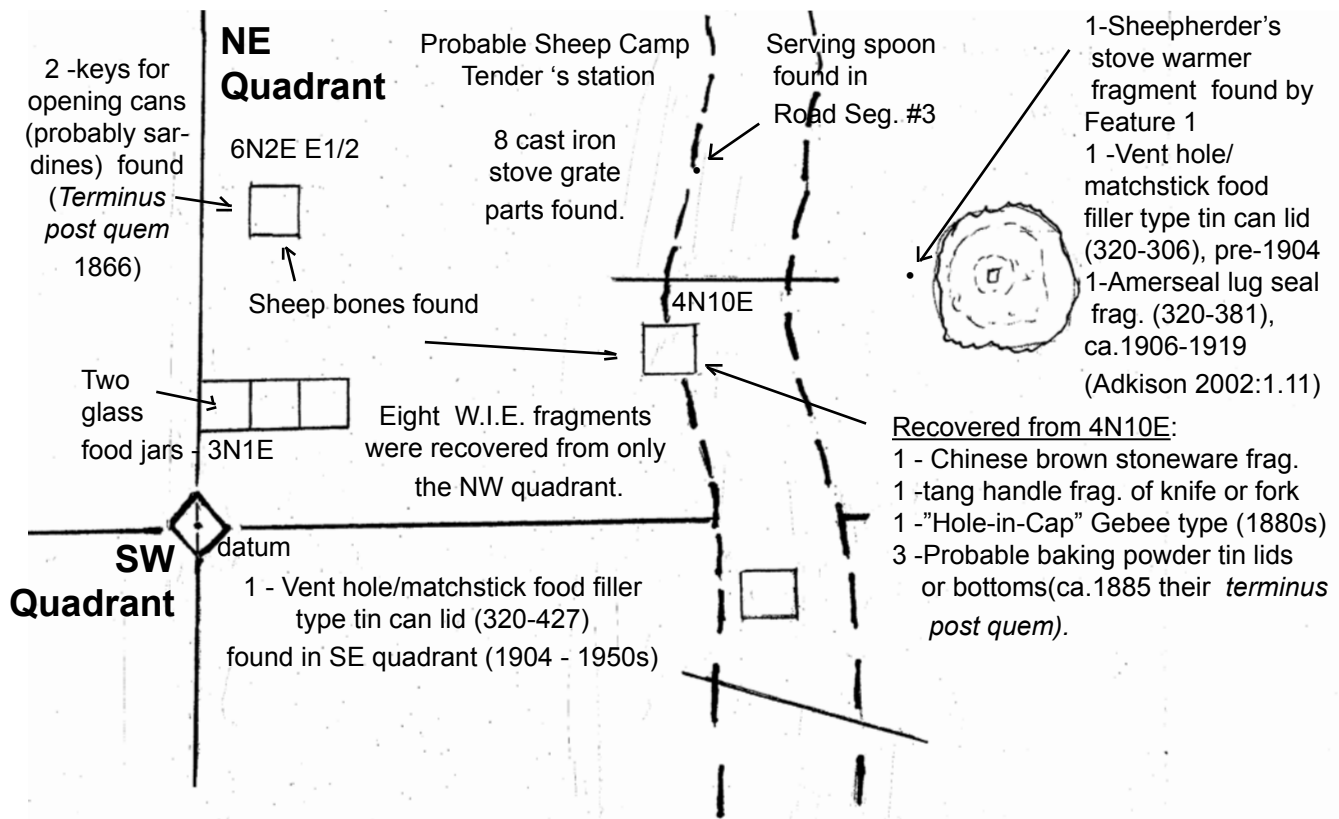 NE
Quadrant
2 -keys for
opening cans
(probably sar-
dines)  found
(Terminus
post quem
1866)
6N2E E1/2
Probable Sheep Camp
Tender ‘s station
8 cast iron
stove grate
parts found.
Serving spoon
found in
Road Seg. #3
1-Sheepherder’s
stove warmer
fragment  found by
Feature 1
1 -Vent hole/
matchstick food
filler type tin can lid
(320-306), pre-1904
1-Amerseal lug seal
frag. (320-381),
ca.1906-1919
(Adkison 2002:1.11)
Sheep bones found
4N10E
Two
glass
food jars - 3N1E
Eight  W.I.E. fragments
were recovered from only
the NW quadrant.
Recovered from 4N10E:
1 - Chinese brown stoneware frag.
1 -tang handle frag. of knife or fork
1 -”Hole-in-Cap” Gebee type (1880s)
3 -Probable baking powder tin lids
or bottoms(ca.1885 their  terminus
post quem).
datum
SW
Quadrant
1 - Vent hole/matchstick food filler
type tin can lid (320-427)
found in SE quadrant (1904 - 1950s)